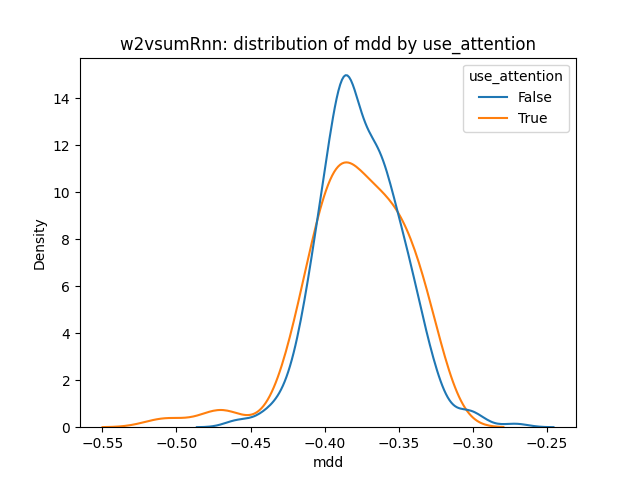 w2vsumRnn: distribution of mdd by use_attention
use_attention
False
True
Density
14
12
10
8
6
4
2
0
−0.55 −0.50 −0.45 −0.40 −0.35 −0.30 −0.25
mdd